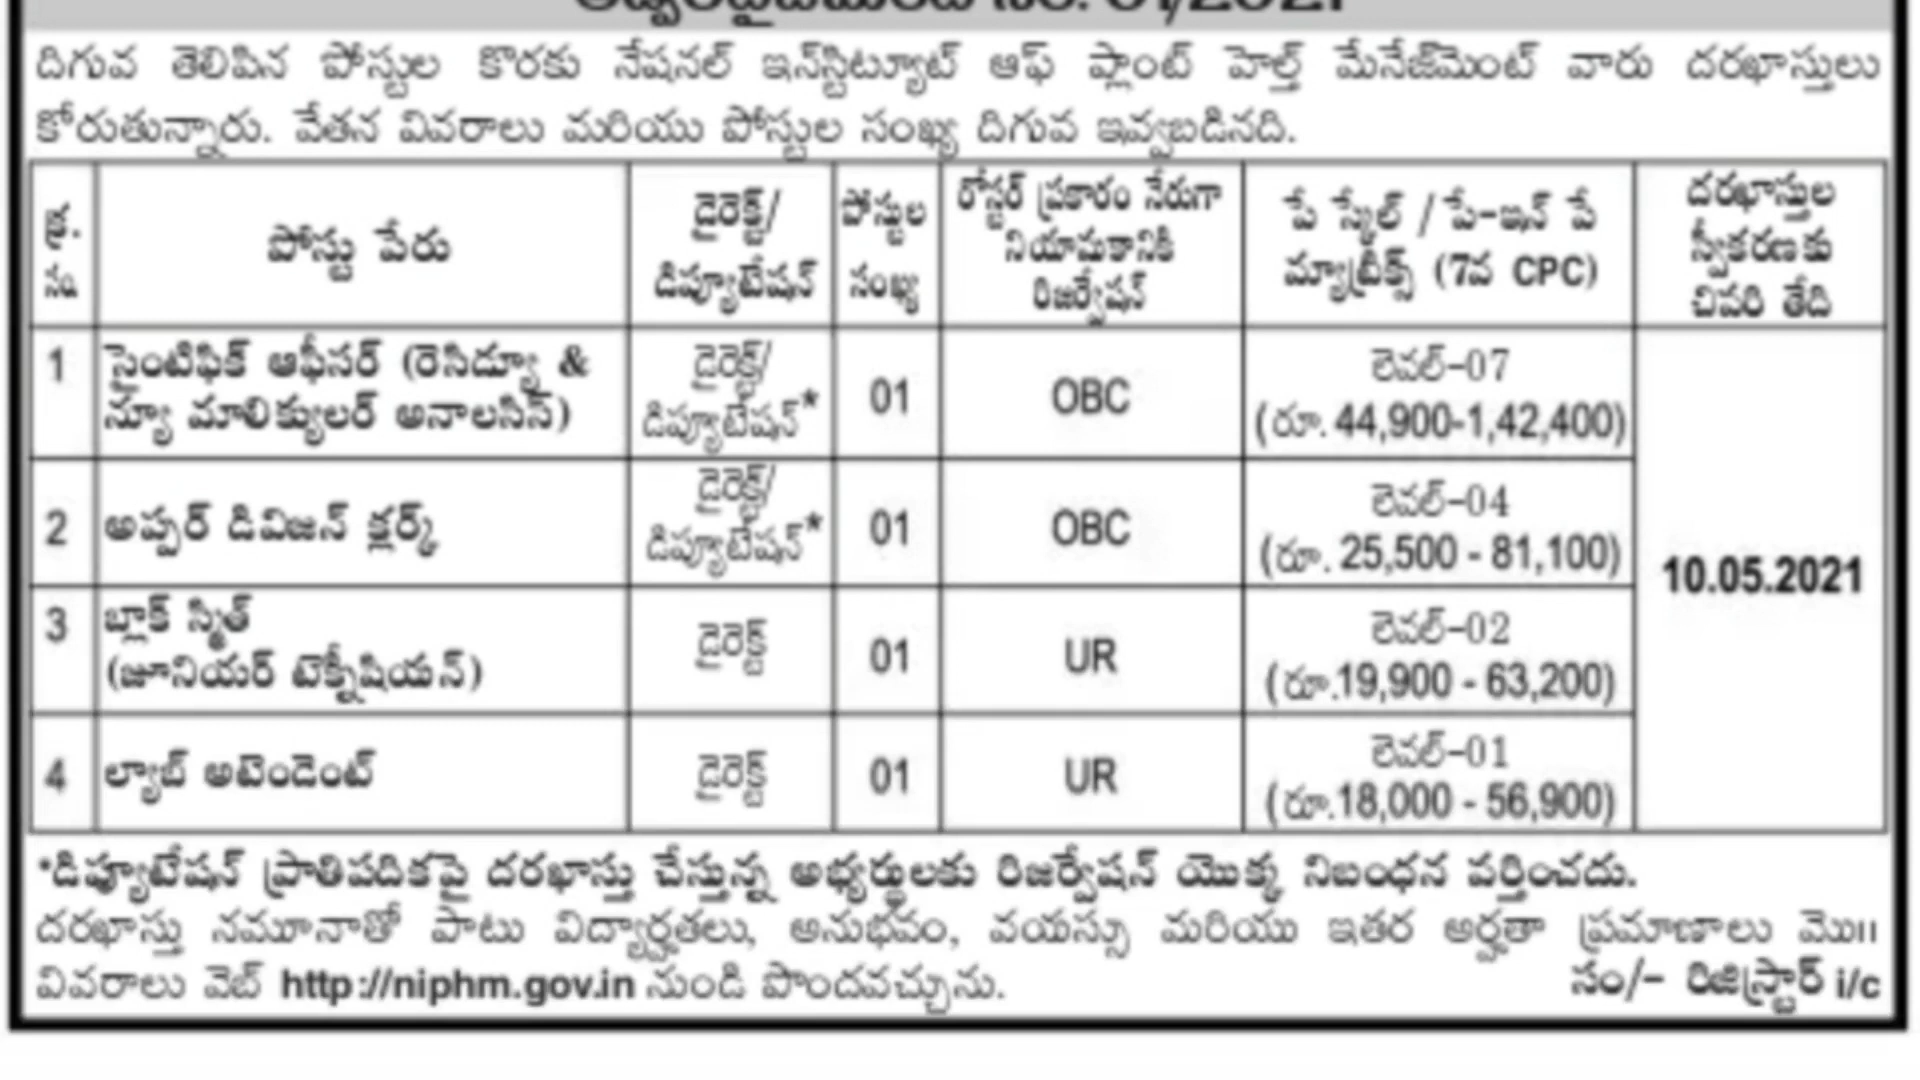 అడ్వర్‌టైజ్‌మెంట్ నెం. 01/2021
దిగువ తెలిపిన పోస్టుల కొరకు నేషనల్ ఇన్‌స్టిట్యూట్ ఆఫ్ ప్లాంట్ హెల్త్ మేనేజ్‌మెంట్ వారు దరఖాస్తులు
కోరుతున్నారు. వేతన వివరాలు మరియు పోస్టుల సంఖ్య దిగువ ఇవ్వబడినది.
క్ర.
సం
పోస్టు పేరు
డైరెక్ట్/
డిప్యూటేషన్
పోస్టుల
సంఖ్య
రోస్టర్ ప్రకారం నేరుగా
నియామకానికి
రిజర్వేషన్
పే స్కేల్ / పే-ఇన్ పే
మ్యాట్రిక్స్ (7వ CPC)
దరఖాస్తుల
స్వీకరణకు
చివరి తేది
1
సైంటిఫిక్ ఆఫీసర్ (రెసిడ్యూ &
న్యూ మాలిక్యులర్ అనాలసిస్)
డైరెక్ట్/
డిప్యూటేషన్*
01
OBC
లెవల్-07
(రూ. 44,900-1,42,400)
2
అప్పర్ డివిజన్ క్లర్క్
డైరెక్ట్/
డిప్యూటేషన్*
01
OBC
లెవల్-04
(రూ. 25,500 - 81,100)
10.05.2021
3
బ్లాక్ స్మిత్
(జూనియర్ టెక్నీషియన్)
డైరెక్ట్
01
UR
లెవల్-02
(రూ.19,900 - 63,200)
4
ల్యాబ్ అటెండెంట్
డైరెక్ట్
01
UR
లెవల్-01
(రూ.18,000 - 56,900)
*డిప్యూటేషన్ ప్రాతిపదికపై దరఖాస్తు చేస్తున్న అభ్యర్థులకు రిజర్వేషన్ యొక్క నిబంధన వర్తించదు.
దరఖాస్తు నమూనాతో పాటు విద్యార్హతలు, అనుభవం, వయస్సు మరియు ఇతర అర్హతా ప్రమాణాలు మొ॥
వివరాలు వెబ్ http://niphm.gov.in నుండి పొందవచ్చును.
సం/- రిజిస్ట్రార్ i/c